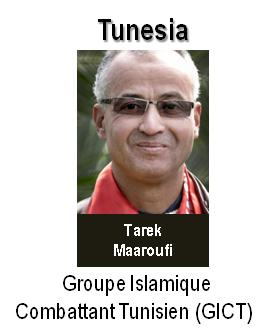 Tunesia
Tarek
Maaroufi
Groupe Islamique
Combattant Tunisien (GICT)